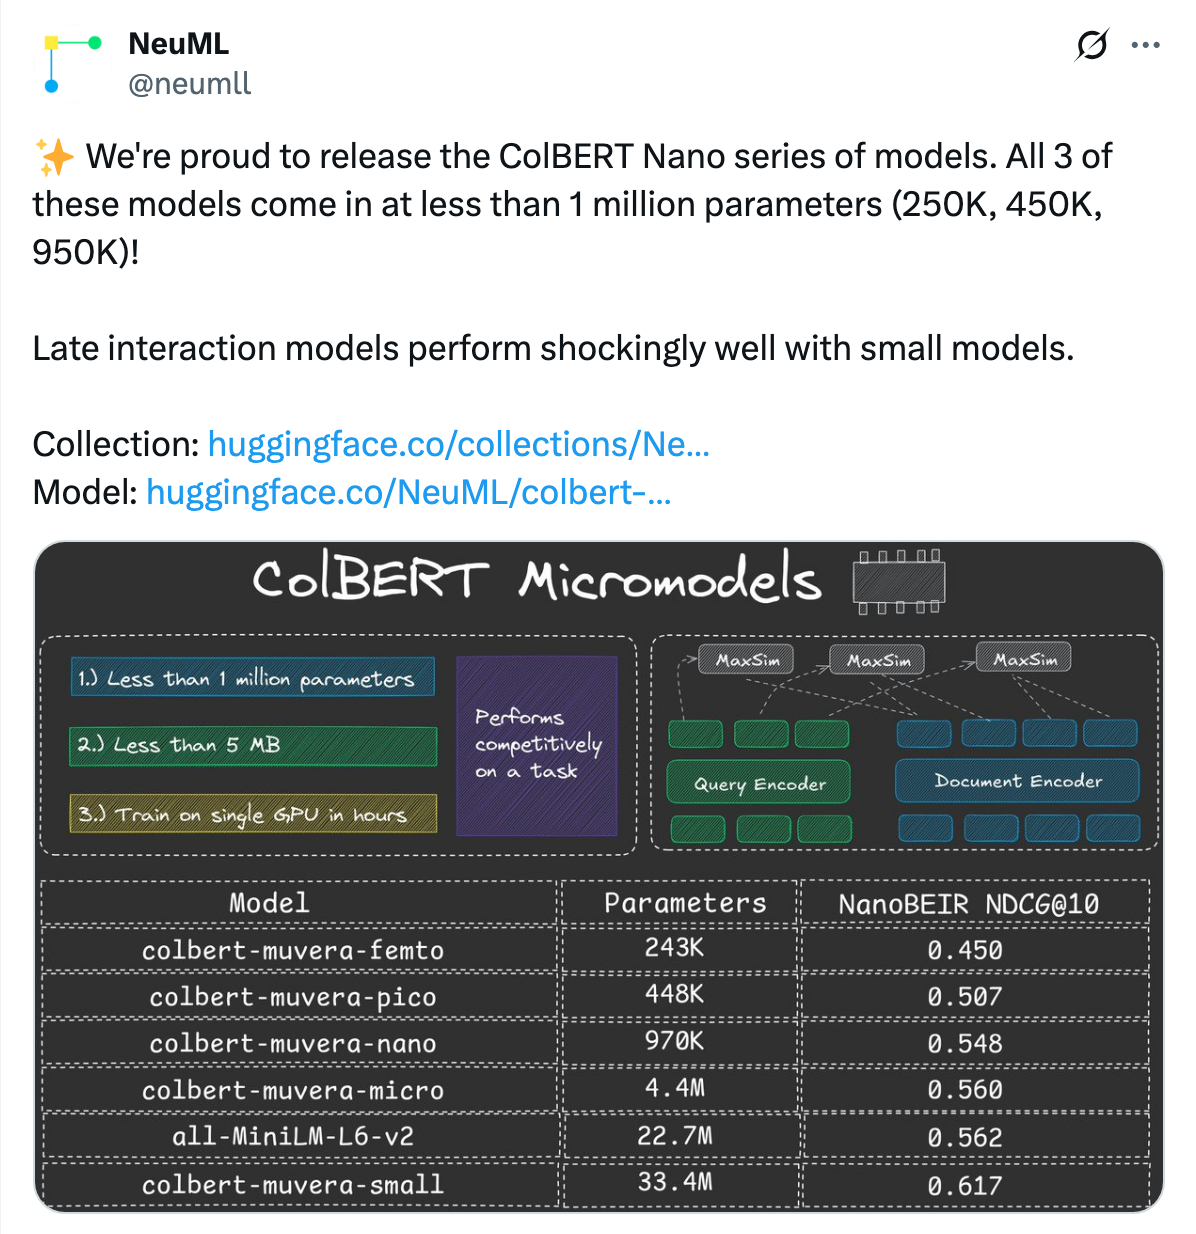 NeuML
@neumll
✨ We're proud to release the ColBERT Nano series of models. All 3 of
these models come in at less than 1 million parameters (250K, 450K,
950K)!
Late interaction models perform shockingly well with small models.
Collection: huggingface.co/collections/Ne…
Model: huggingface.co/NeuML/colbert-…
ColBERT Micromodels
1.) Less than 1 million parameters
2.) Less than 5 MB
3.) Train on single GPU in hours
Performs
competitively
on a task
MaxSim MaxSim MaxSim
Query Encoder Document Encoder
Model Parameters NanoBEIR NDCG@10
colbert-muvera-femto 243K 0.450
colbert-muvera-pico 448K 0.507
colbert-muvera-nano 970K 0.548
colbert-muvera-micro 4.4M 0.560
all-MiniLM-L6-v2 22.7M 0.562
colbert-muvera-small 33.4M 0.617